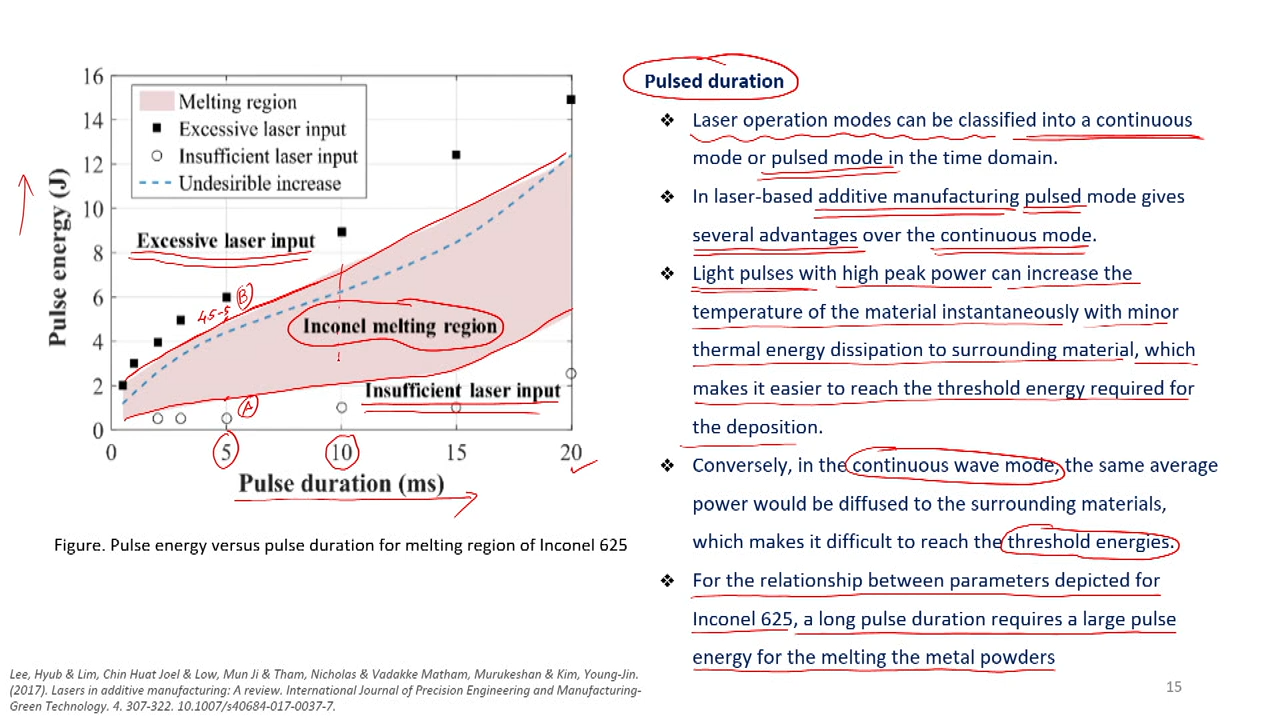 16
14
12
10
8
6
4
2
0
Pulse energy (J)
Melting region
Excessive laser input
Insufficient laser input
Undesirible increase
Excessive laser input
45-5
B
Inconel melting region
Insufficient laser input
A
0 5 10 15 20
Pulse duration (ms)
Figure. Pulse energy versus pulse duration for melting region of Inconel 625
Pulsed duration
❖ Laser operation modes can be classified into a continuous
mode or pulsed mode in the time domain.
❖ In laser-based additive manufacturing pulsed mode gives
several advantages over the continuous mode.
❖ Light pulses with high peak power can increase the
temperature of the material instantaneously with minor
thermal energy dissipation to surrounding material, which
makes it easier to reach the threshold energy required for
the deposition.
❖ Conversely, in the continuous wave mode, the same average
power would be diffused to the surrounding materials,
which makes it difficult to reach the threshold energies.
❖ For the relationship between parameters depicted for
Inconel 625, a long pulse duration requires a large pulse
energy for the melting the metal powders
Lee, Hyub & Lim, Chin Huat Joel & Low, Mun Ji & Tham, Nicholas & Vadakke Matham, Murukeshan & Kim, Young-Jin.
(2017). Lasers in additive manufacturing: A review. International Journal of Precision Engineering and Manufacturing-
Green Technology. 4. 307-322. 10.1007/s40684-017-0037-7.
15